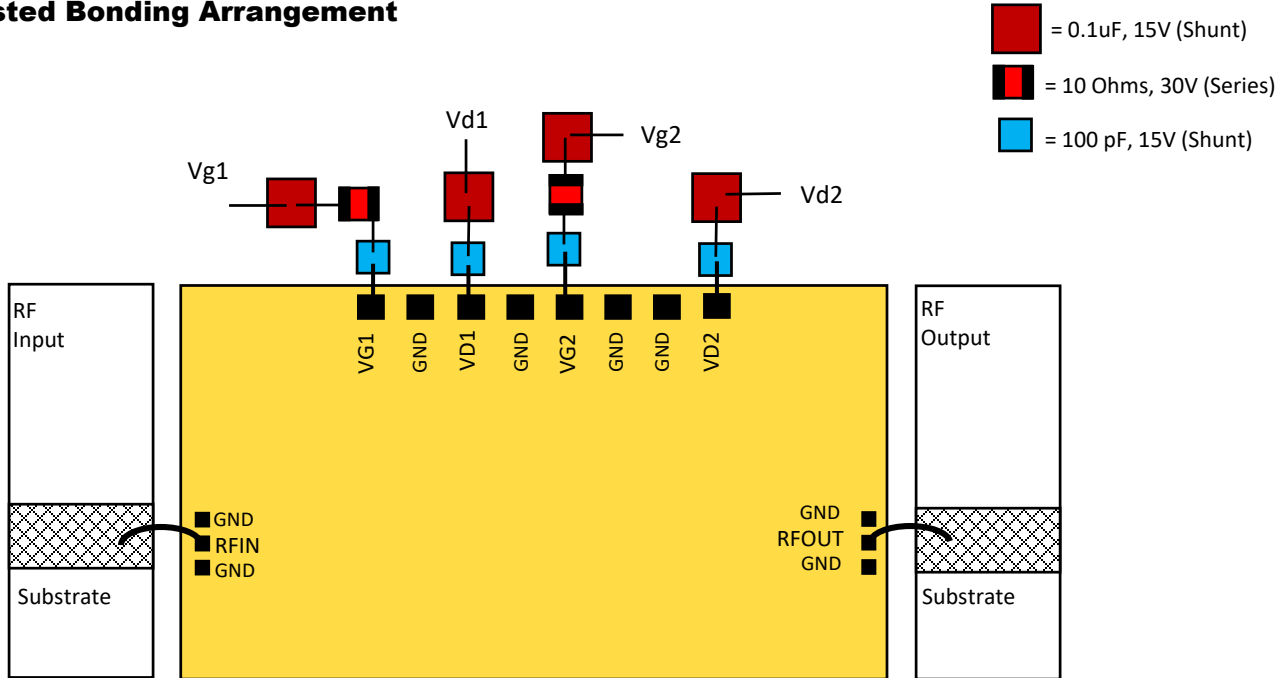 sted Bonding Arrangement
= 0.1uF, 15V (Shunt)
= 10 Ohms, 30V (Series)
= 100 pF, 15V (Shunt)
Vd1
Vg2
Vg1
Vd2
RF
Input
VG1
GND
VD1
GND
VG2
GND
GND
VD2
RF
Output
GND
RFIN
GND
GND
RFOUT
GND
Substrate
Substrate